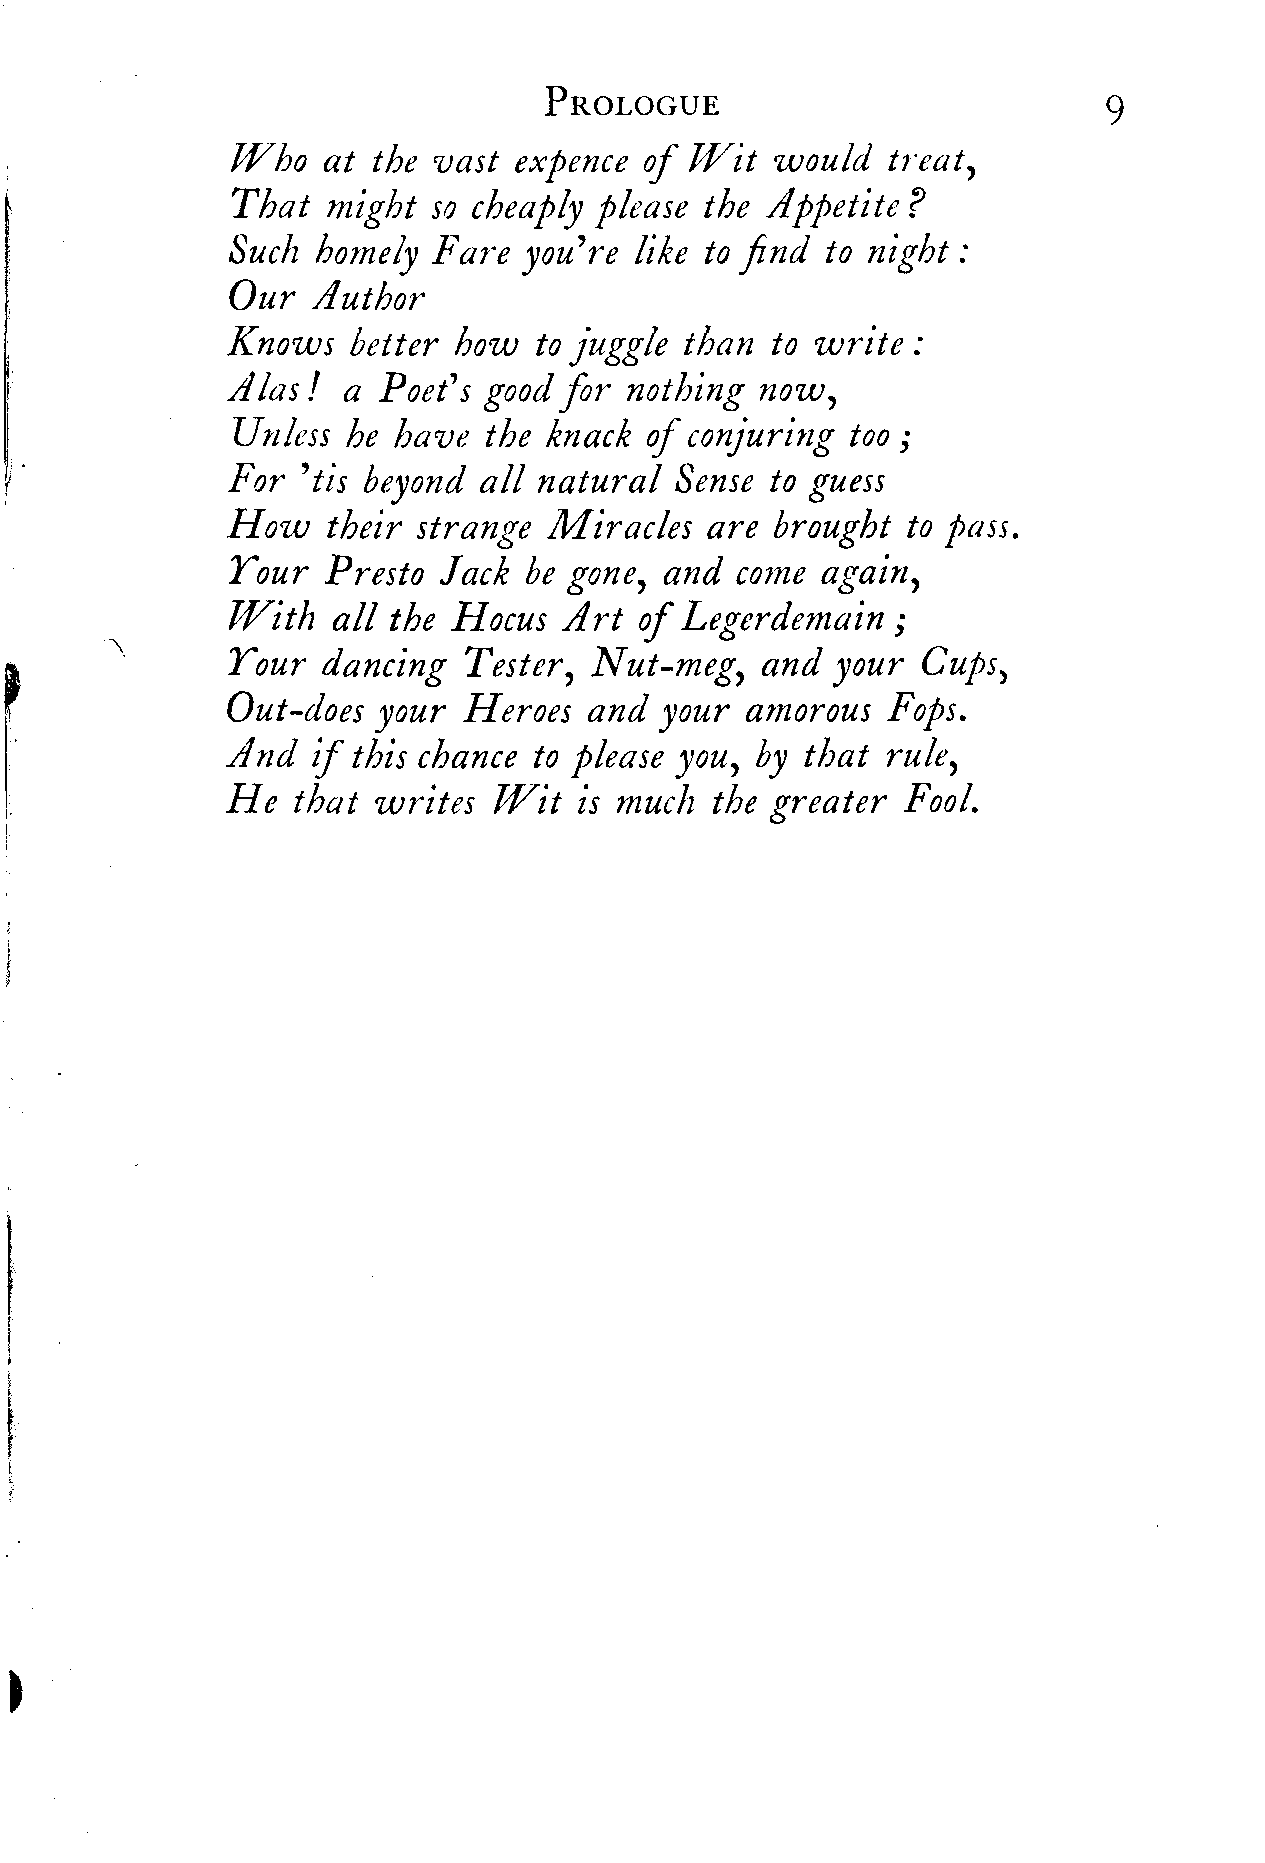 PROLOGUE 9
Who at the vast expence of Wit would treat,
That might so cheaply please the Appetite?
Such homely Fare you're like to find to night :
Our Author
Knows better how to juggle than to write :
Alas! a Poet's good for nothing now,
Unless he have the knack of conjuring too ;
For 'tis beyond all natural Sense to guess
How their strange Miracles are brought to pass.
Your Presto Jack be gone, and come again,
With all the Hocus Art of Legerdemain ;
Your dancing Tester, Nut-meg, and your Cups,
Out-does your Heroes and your amorous Fops.
And if this chance to please you, by that rule,
He that writes Wit is much the greater Fool.